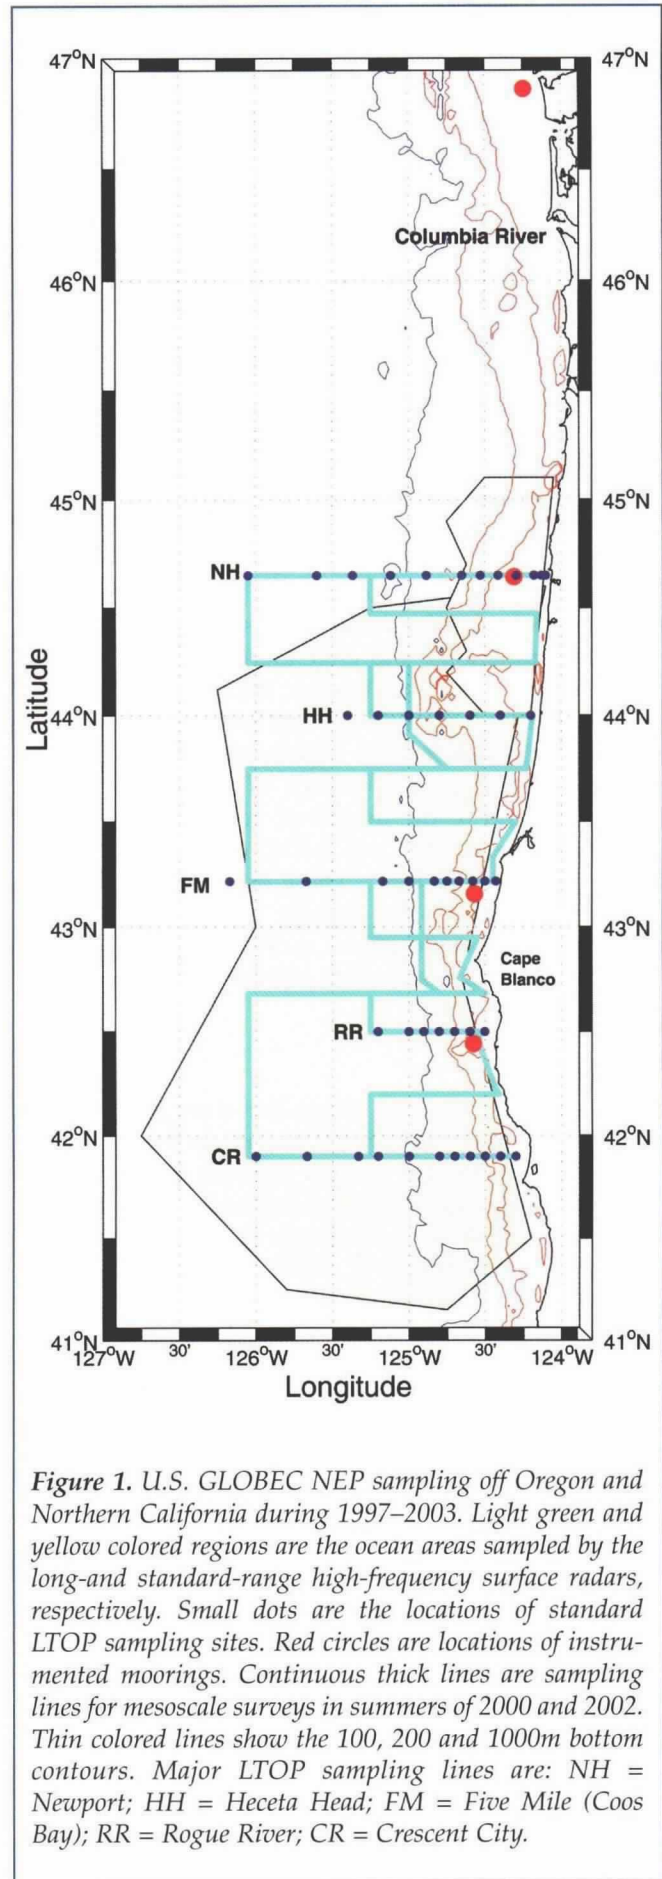 47°N
47°N
Columbia River
46°N
46°N
45°N
45°N
NH
Latitude
44°N
HH
44°N
FM
43°N
43°N
Cape
Blanco
RR
42°N
CR
42°N
41°N
41°N
127°W 30' 126°W 30' 125°W 30' 124°W
Longitude
Figure 1. U.S. GLOBEC NEP sampling off Oregon and
Northern California during 1997–2003. Light green and
yellow colored regions are the ocean areas sampled by the
long-and standard-range high-frequency surface radars,
respectively. Small dots are the locations of standard
LTOP sampling sites. Red circles are locations of instru-
mented moorings. Continuous thick lines are sampling
lines for mesoscale surveys in summers of 2000 and 2002.
Thin colored lines show the 100, 200 and 1000m bottom
contours. Major LTOP sampling lines are: NH =
Newport; HH = Heceta Head; FM = Five Mile (Coos
Bay); RR = Rogue River; CR = Crescent City.